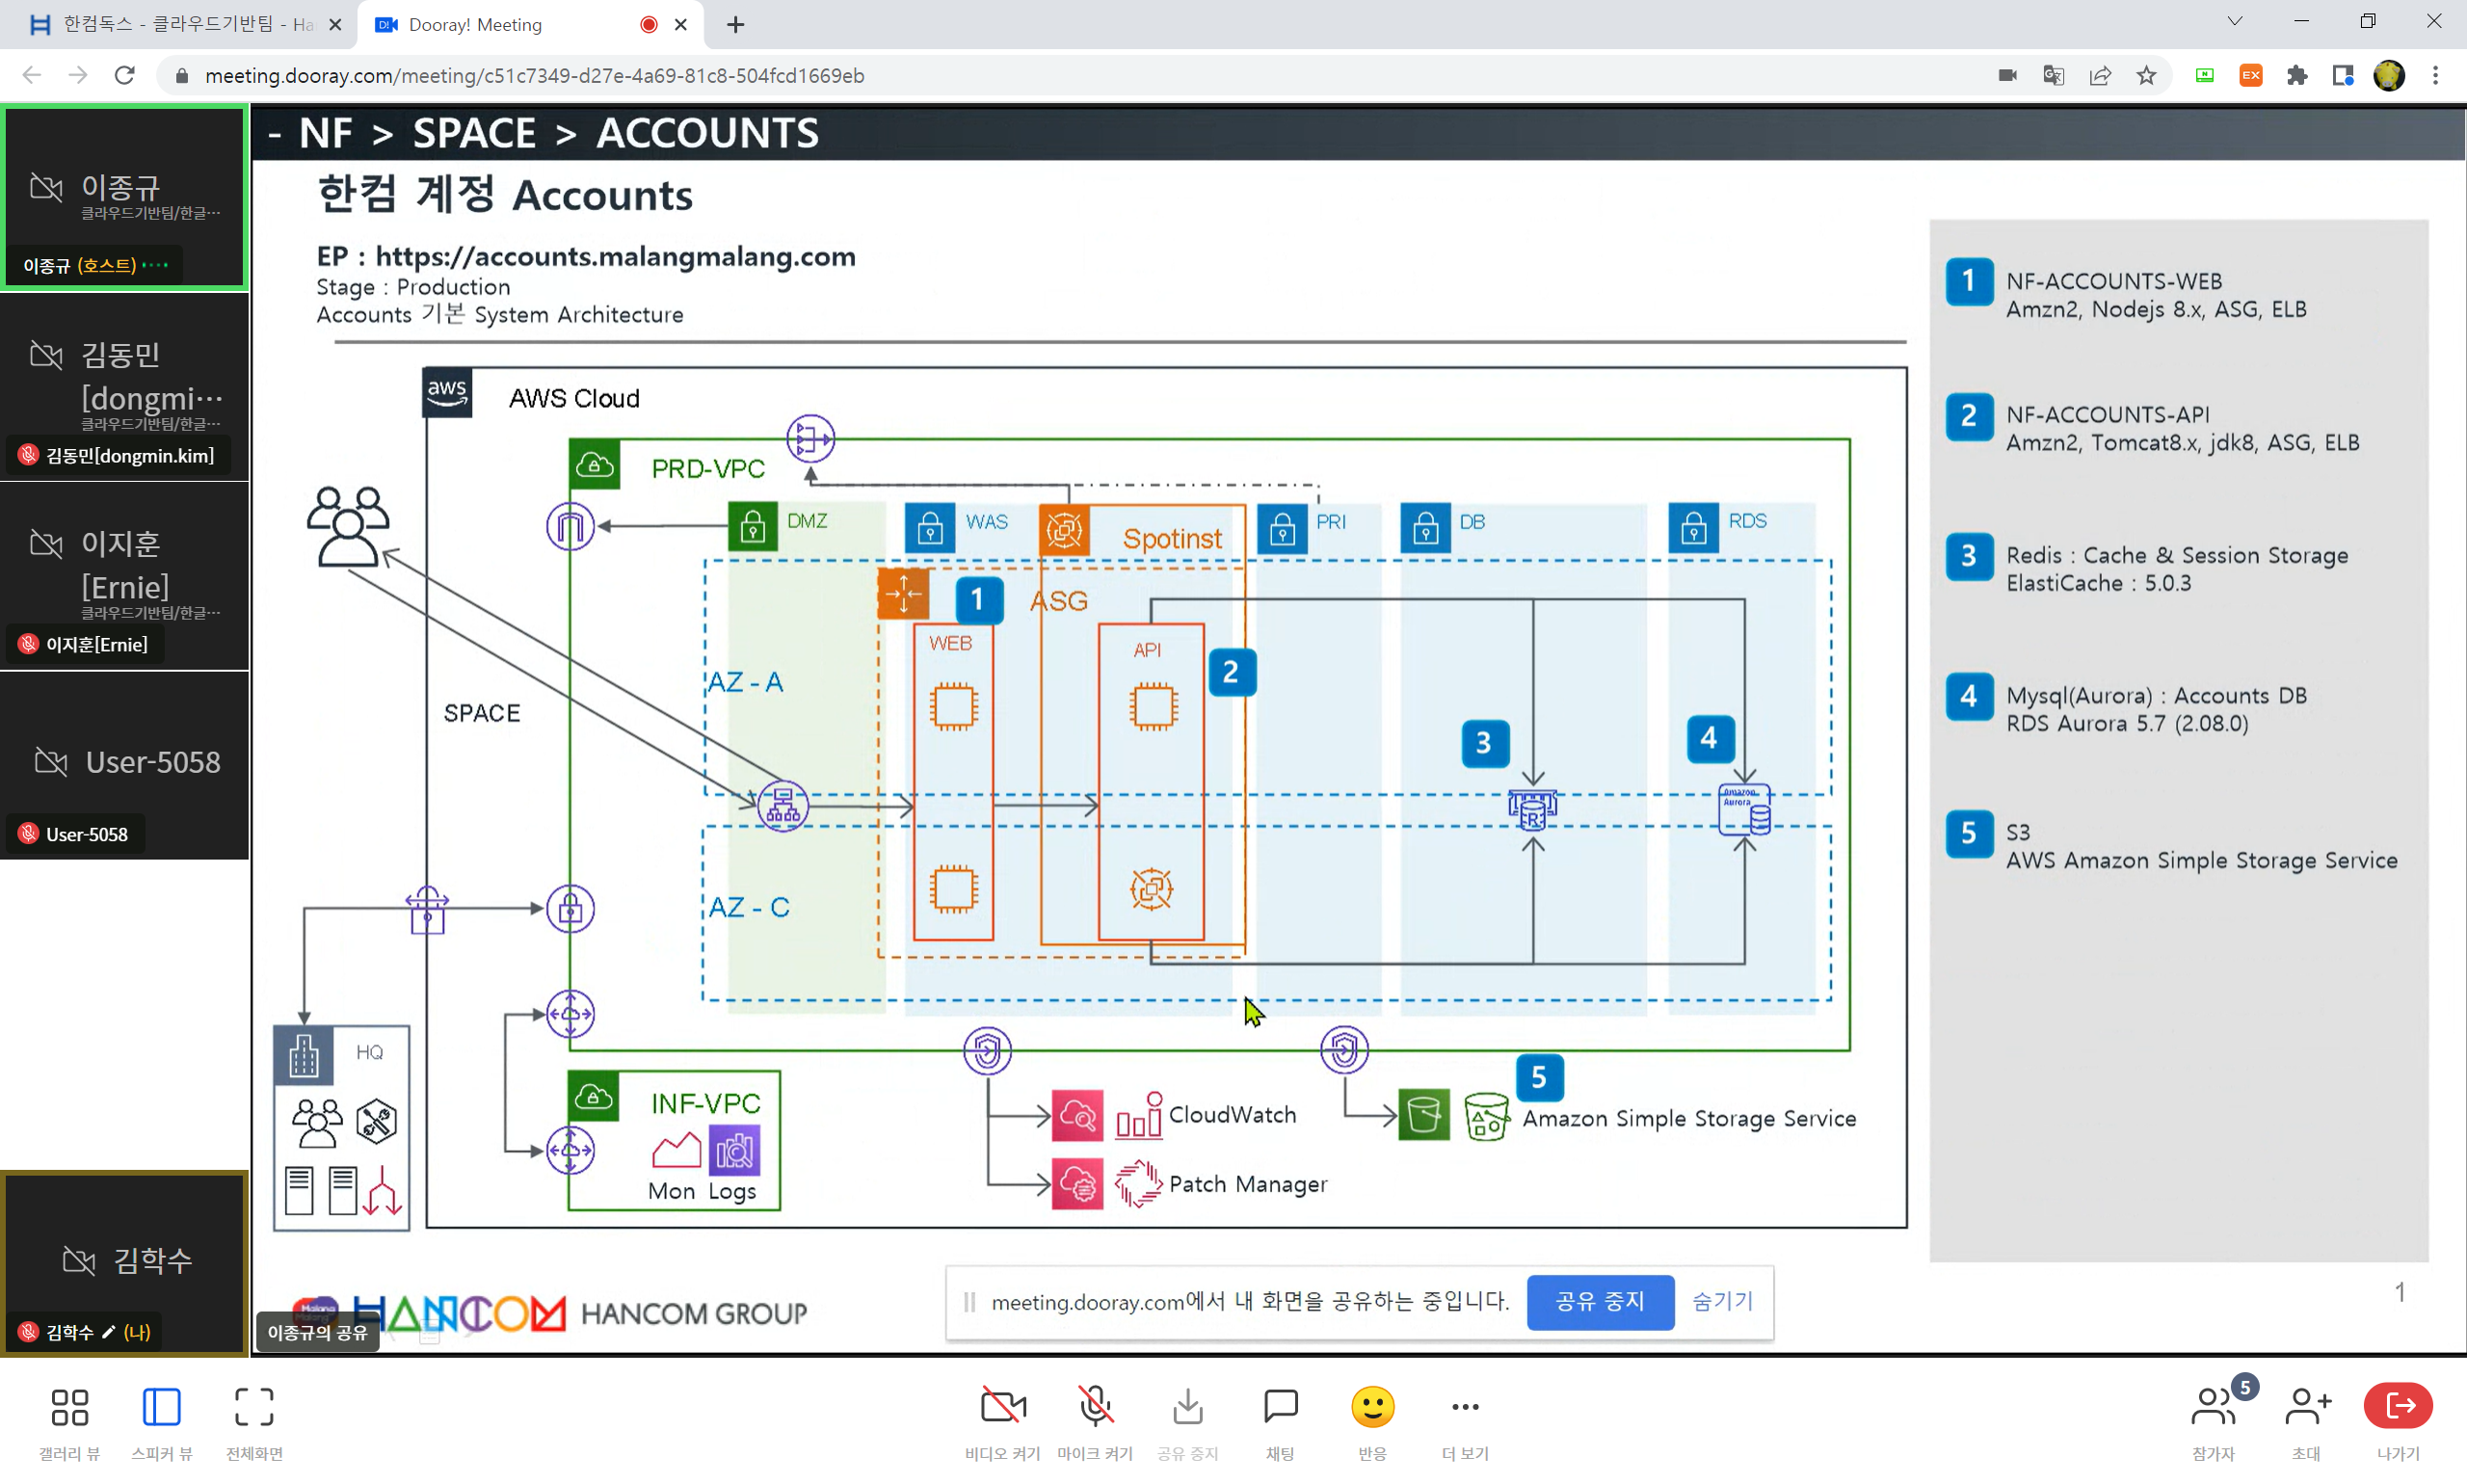 한컴독스 - 클라우드기반팀 - Ha
Dooray! Meeting
meeting.dooray.com/meeting/c51c7349-d27e-4a69-81c8-504fcd1669eb
EX
이종규
클라우드기반팀/한글…
이종규 (호스트)
김동민
[dongmi…
클라우드기반팀/한글…
김동민[dongmin.kim]
이지훈
[Ernie]
클라우드기반팀/한글…
이지훈[Ernie]
User-5058
User-5058
김학수
김학수 (나)
- NF > SPACE > ACCOUNTS
한컴 계정 Accounts
EP : https://accounts.malangmalang.com
Stage : Production
Accounts 기본 System Architecture
aws
AWS Cloud
PRD-VPC
DMZ
WAS
Spotinst
PRI
DB
RDS
1
ASG
WEB
API
2
AZ - A
SPACE
3
4
R
Amazon
Aurora
AZ - C
HQ
INF-VPC
Mon Logs
CloudWatch
Patch Manager
5
Amazon Simple Storage Service
1
NF-ACCOUNTS-WEB
Amzn2, Nodejs 8.x, ASG, ELB
2
NF-ACCOUNTS-API
Amzn2, Tomcat8.x, jdk8, ASG, ELB
3
Redis : Cache & Session Storage
ElastiCache : 5.0.3
4
Mysql(Aurora) : Accounts DB
RDS Aurora 5.7 (2.08.0)
5
S3
AWS Amazon Simple Storage Service
Malang
HANCOM HANCOM GROUP
이종규의 공유
meeting.dooray.com에서 내 화면을 공유하는 중입니다.
공유 중지
숨기기
1
갤러리 뷰
스피커 뷰
전체화면
비디오 켜기
마이크 켜기
공유 중지
채팅
반응
더 보기
5
참가자
초대
나가기